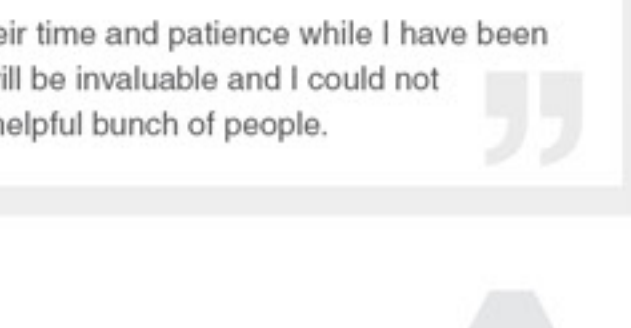 eir time and patience while I have been
ill be invaluable and I could not
helpful bunch of people.
”